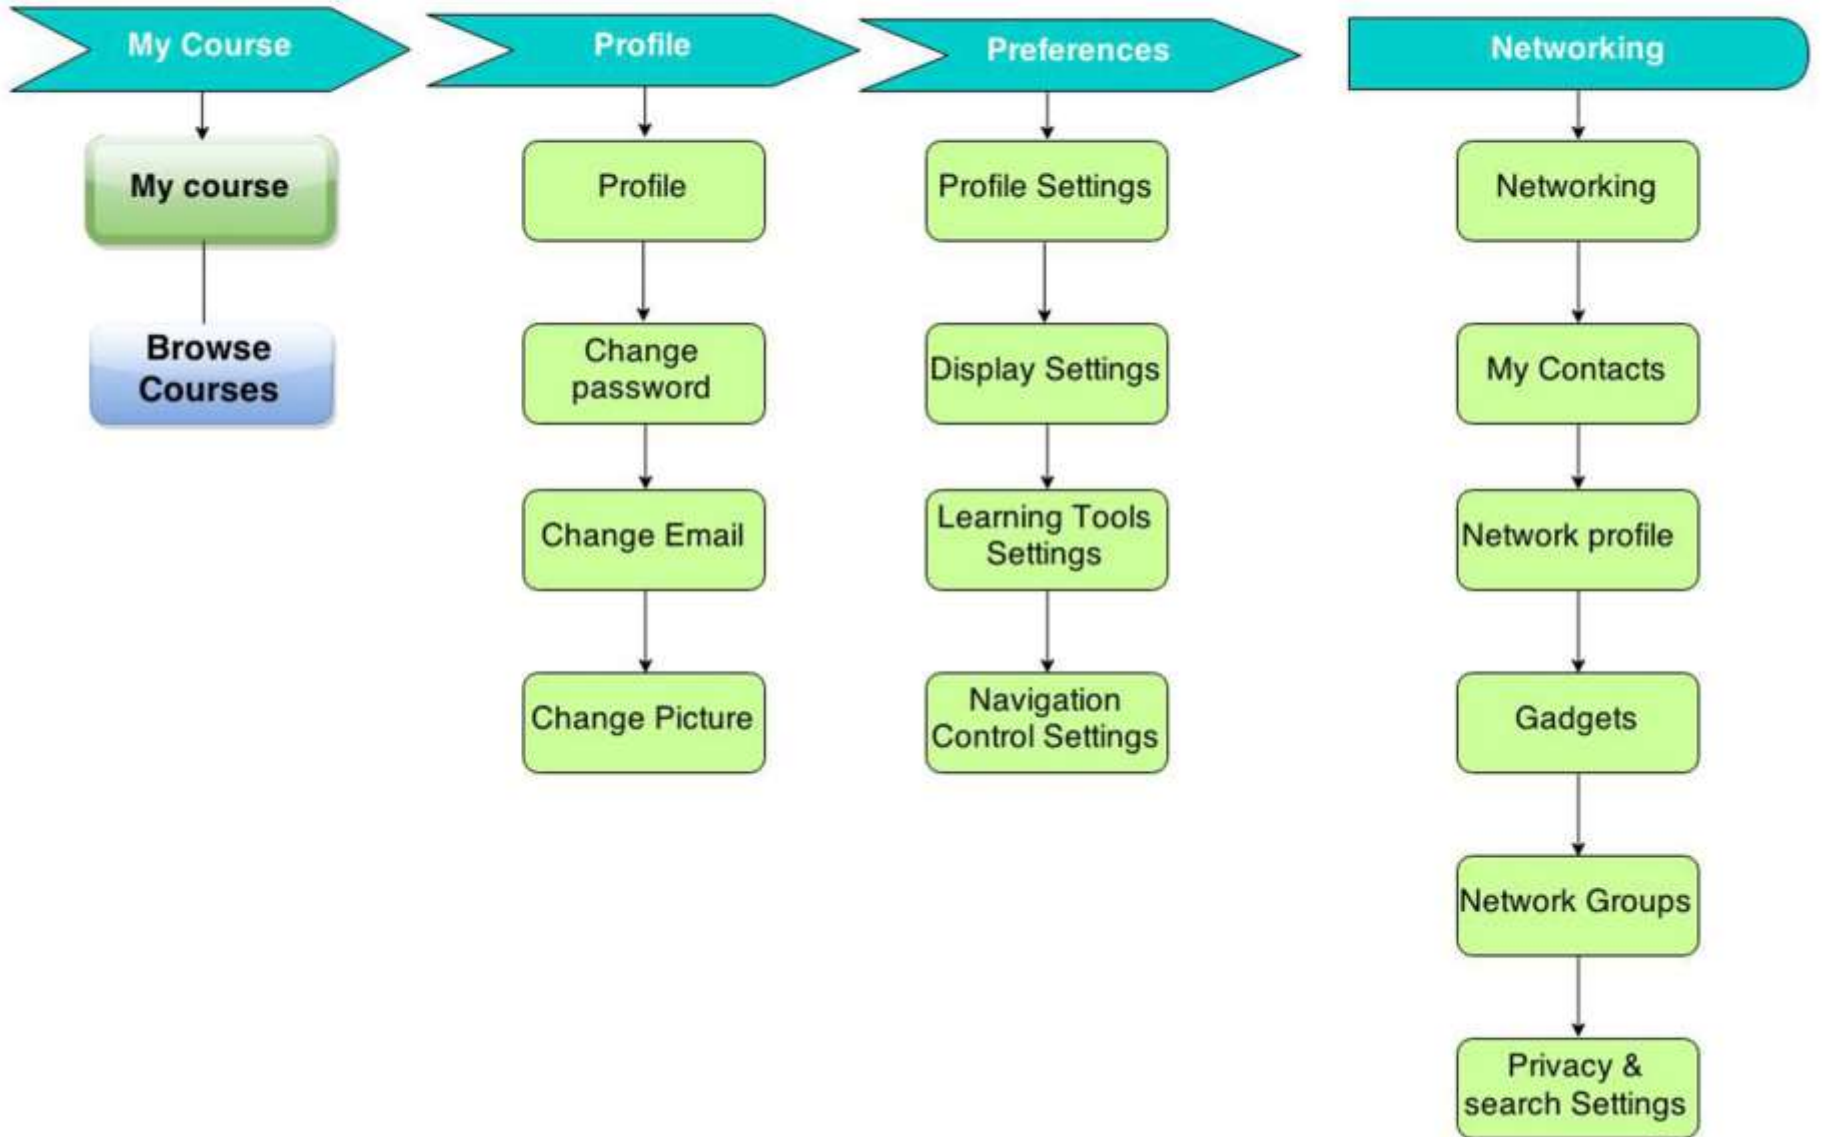 My Course
Profile
Preferences
Networking
My course
Browse
Courses
Profile
Change
password
Change Email
Change Picture
Profile Settings
Display Settings
Learning Tools
Settings
Navigation
Control Settings
Networking
My Contacts
Network profile
Gadgets
Network Groups
Privacy &
search Settings